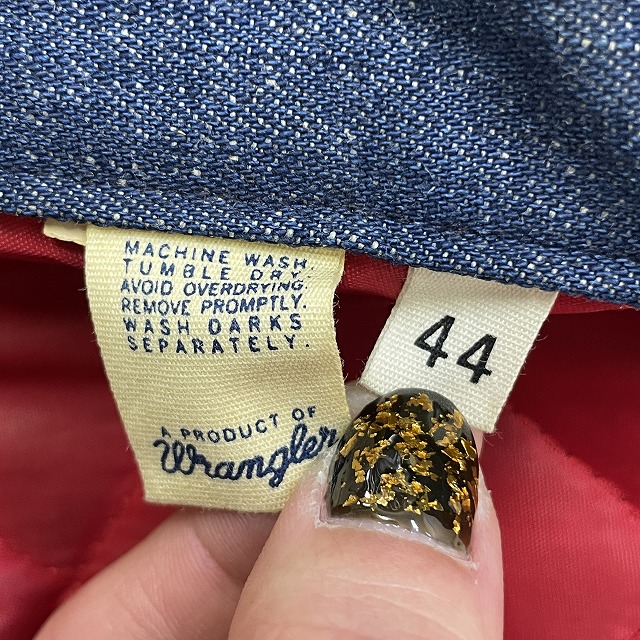 MACHINE WASH
TUMBLE DRY.
AVOID OVERDRYING.
REMOVE PROMPTLY.
WASH DARKS
SEPARATELY.
A PRODUCT OF
Wrangler
44